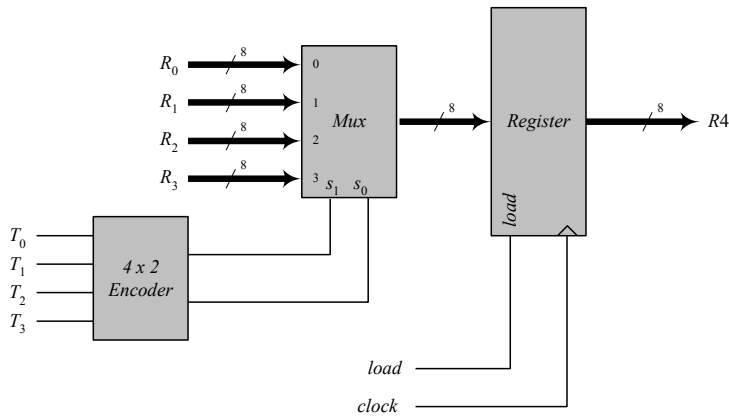 R0 8 0
R1 8 1
R2 8 2
R3 8 3
Mux
s1 s0
8
Register
load
8 R4
T0
T1
T2
T3
4 x 2
Encoder
load
clock